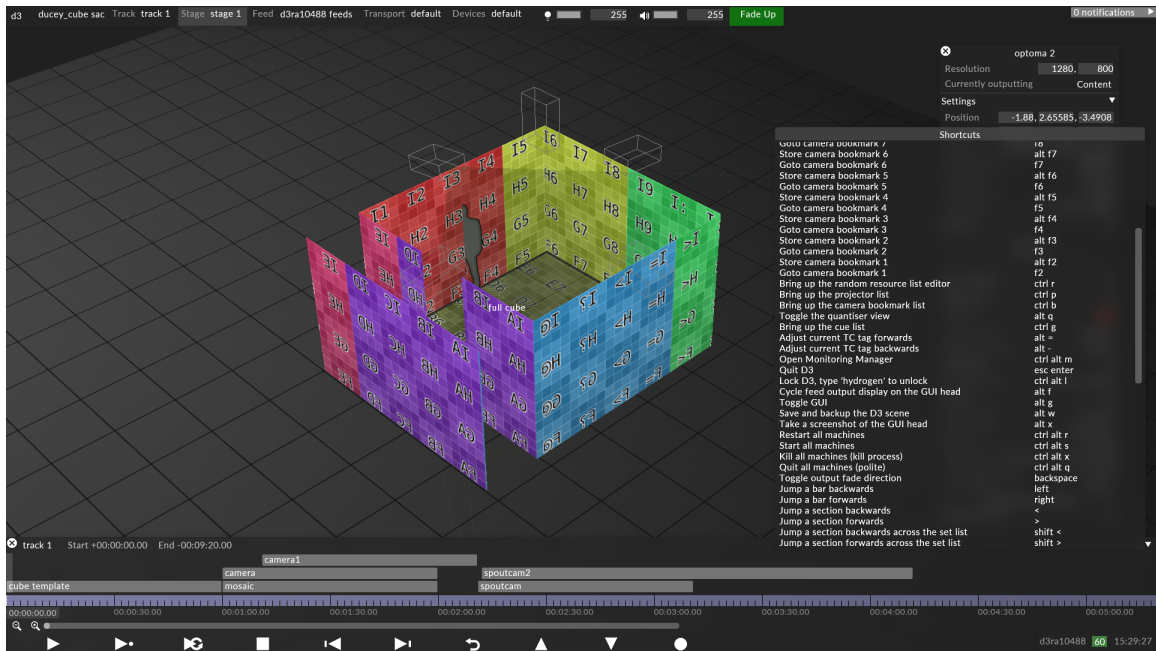 d3 ducey_cube sac Track track 1 Stage stage 1 Feed d3ra10488 feeds Transport default Devices default 255 255 Fade Up 0 notifications
optoma 2
Resolution 1280, 800
Currently outputting Content
Settings
Position -1.88, 2.65585, -3.4908
Shortcuts
Goto camera bookmark 7 f8
Store camera bookmark 6 alt f7
Goto camera bookmark 6 f7
Store camera bookmark 5 alt f6
Goto camera bookmark 5 f6
Store camera bookmark 4 alt f5
Goto camera bookmark 4 f5
Store camera bookmark 3 alt f4
Goto camera bookmark 3 f4
Store camera bookmark 2 alt f3
Goto camera bookmark 2 f3
Store camera bookmark 1 alt f2
Goto camera bookmark 1 f2
Bring up the random resource list editor ctrl r
Bring up the projector list ctrl p
Bring up the camera bookmark list ctrl b
Toggle the quantiser view alt q
Bring up the cue list ctrl g
Adjust current TC tag forwards alt =
Adjust current TC tag backwards alt -
Open Monitoring Manager ctrl alt m
Quit D3 esc enter
Lock D3, type 'hydrogen' to unlock ctrl alt l
Cycle feed output display on the GUI head alt f
Toggle GUI alt g
Save and backup the D3 scene alt w
Take a screenshot of the GUI head alt x
Restart all machines ctrl alt r
Start all machines ctrl alt s
Kill all machines (kill process) ctrl alt x
Quit all machines (polite) ctrl alt q
Toggle output fade direction backspace
Jump a bar backwards left
Jump a bar forwards right
Jump a section backwards <
Jump a section forwards >
Jump a section backwards across the set list shift <
Jump a section forwards across the set list shift >
I1 I2 I3 I4 I5 I6 I7 I8 I9 I:
H2 H3 H4 H5 H6 H7 H8 H9
G3 G4 G5 G6 G7 G8
F4 F5 F7
full cube
track 1 Start +00:00:00.00 End -00:09:20.00
camera1
camera spoutcam2
cube template mosaic spoutcam
00:00:00.00 00:00:30.00 00:01:00.00 00:01:30.00 00:02:00.00 00:02:30.00 00:03:00.00 00:03:30.00 00:04:00.00 00:04:30.00 00:05:00.00
d3ra10488 60 15:29:27